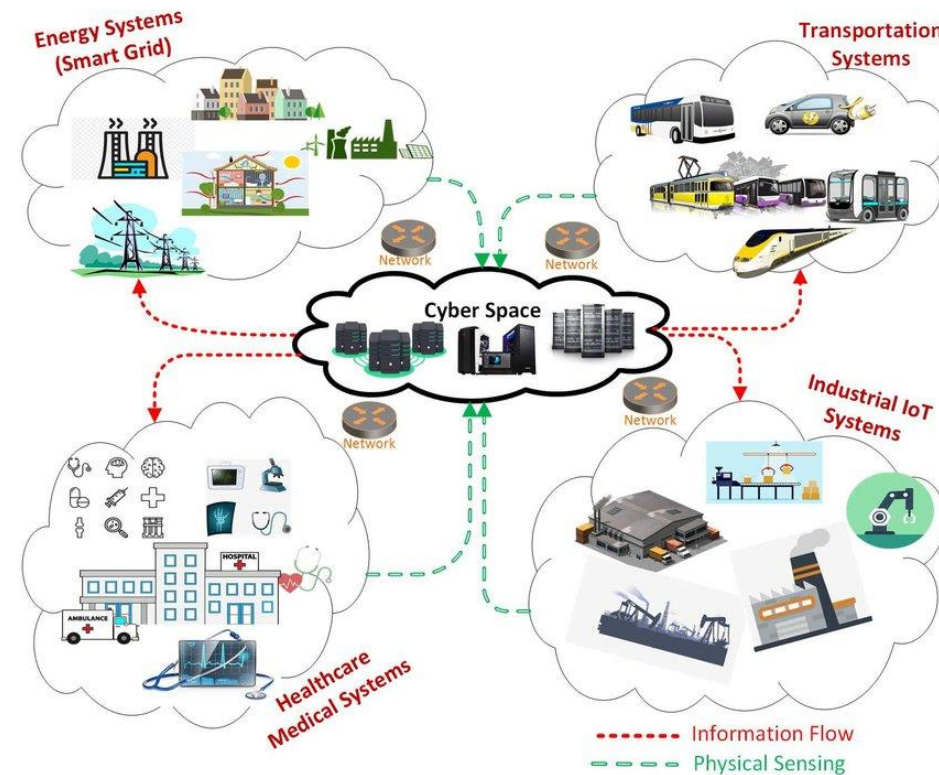 Energy Systems
(Smart Grid)
Transportation
Systems
Network
Network
Cyber Space
Network
Network
Industrial IoT
Systems
HOSPITAL
AMBULANCE
Healthcare
Medical Systems
Information Flow
Physical Sensing